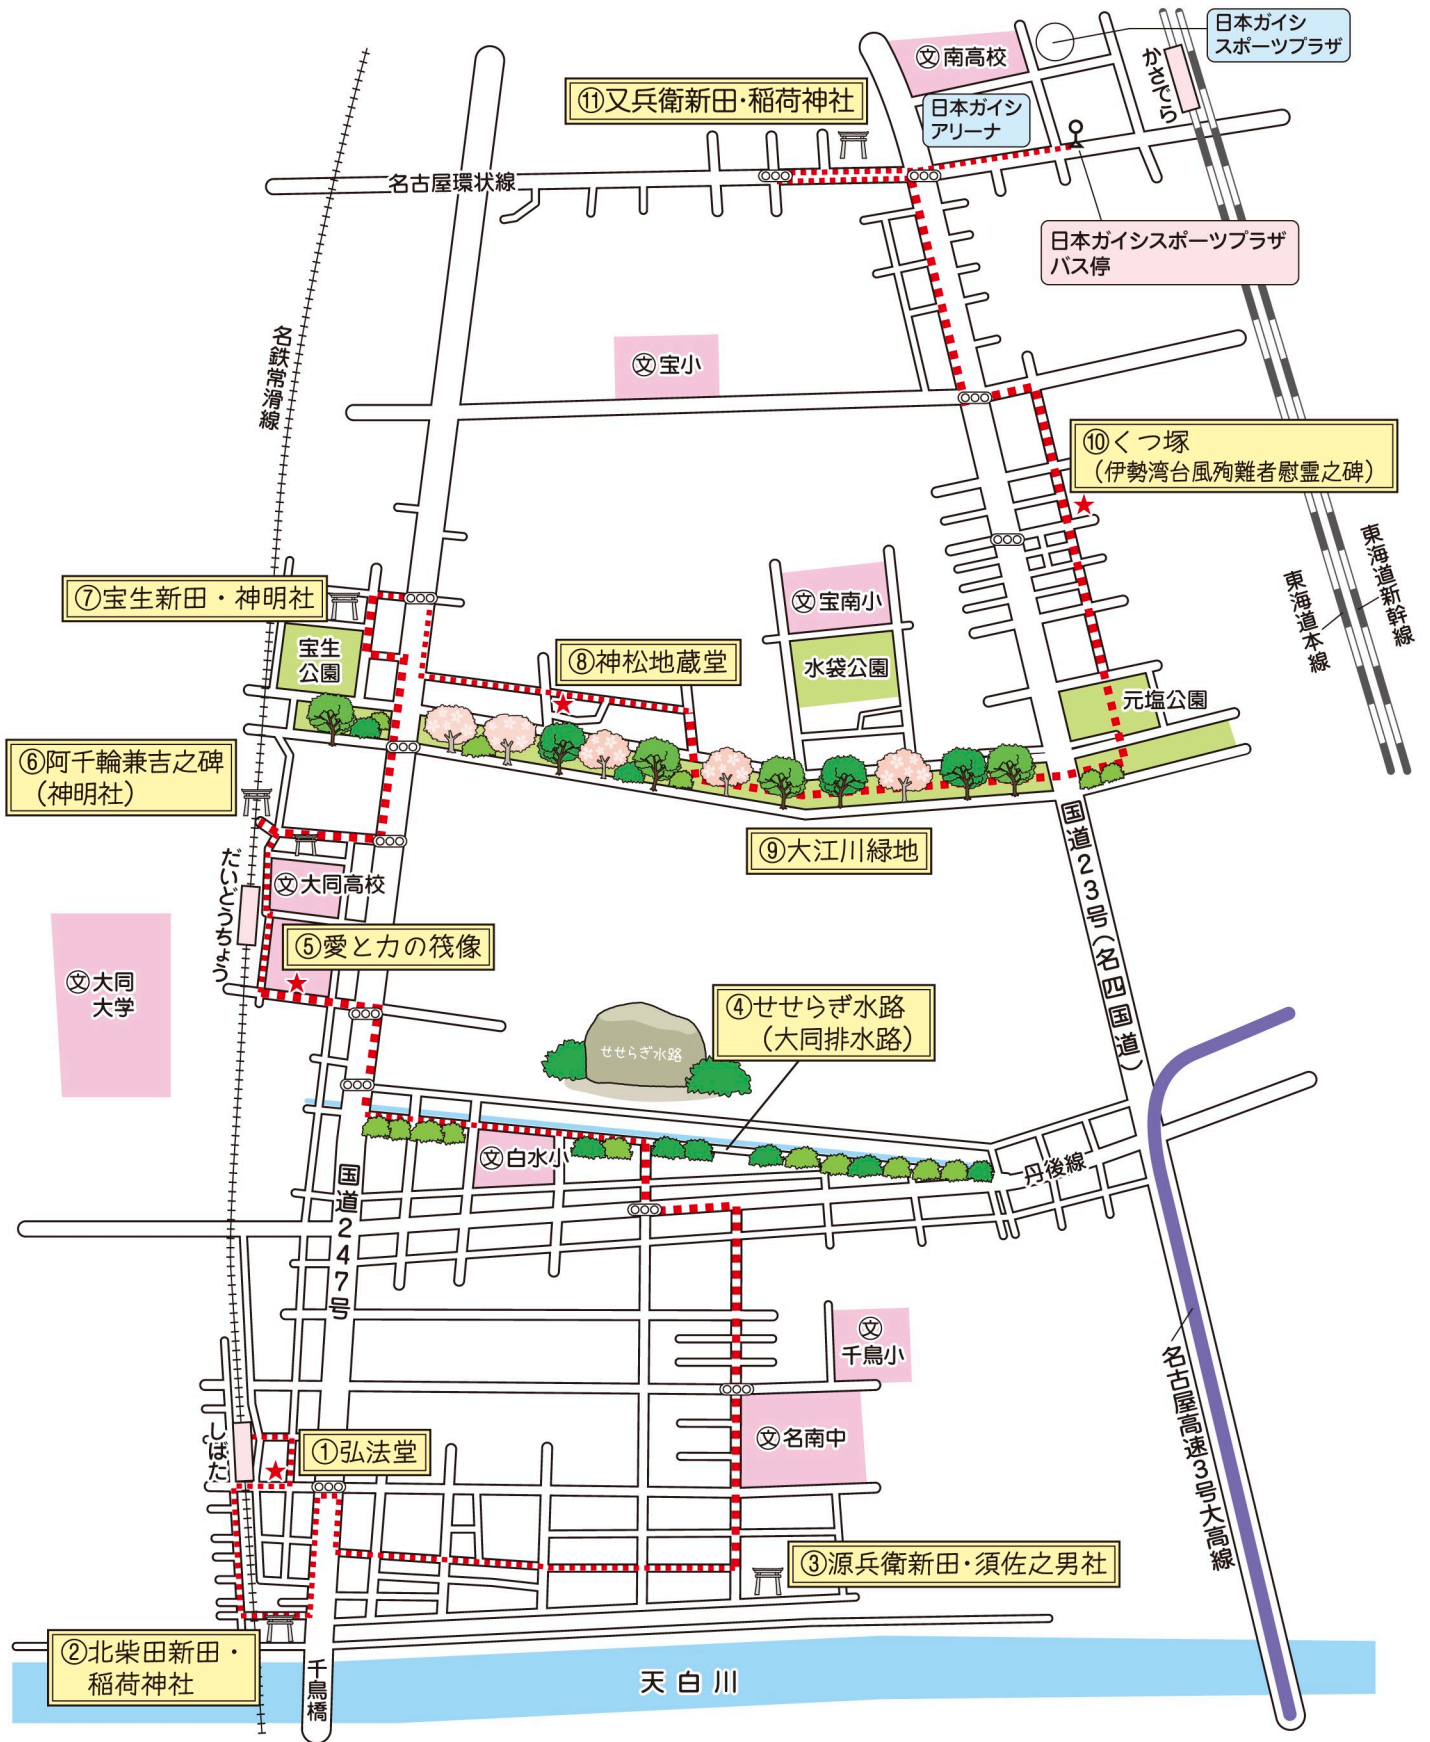 日本ガイシ
スポーツプラザ
文 南高校
かさでら
⑪又兵衛新田・稲荷神社
日本ガイシ
アリーナ
名古屋環状線
日本ガイシスポーツプラザ
バス停
名鉄常滑線
文 宝小
⑩くつ塚
（伊勢湾台風殉難者慰霊之碑）
東海道新幹線
東海道本線
⑦宝生新田・神明社
宝生
公園
文 宝南小
⑧神松地蔵堂
水袋公園
元塩公園
⑥阿千輪兼吉之碑
（神明社）
国道23号（名四国道）
⑨大江川緑地
だいどうちょう
文 大同高校
⑤愛と力の筏像
文 大同
大学
④せせらぎ水路
（大同排水路）
せせらぎ水路
文 白水小
丹後線
国道247号
文
千鳥小
名古屋高速3号大高線
しばた
①弘法堂
文 名南中
③源兵衛新田・須佐之男社
②北柴田新田・
稲荷神社
千鳥橋
天白川